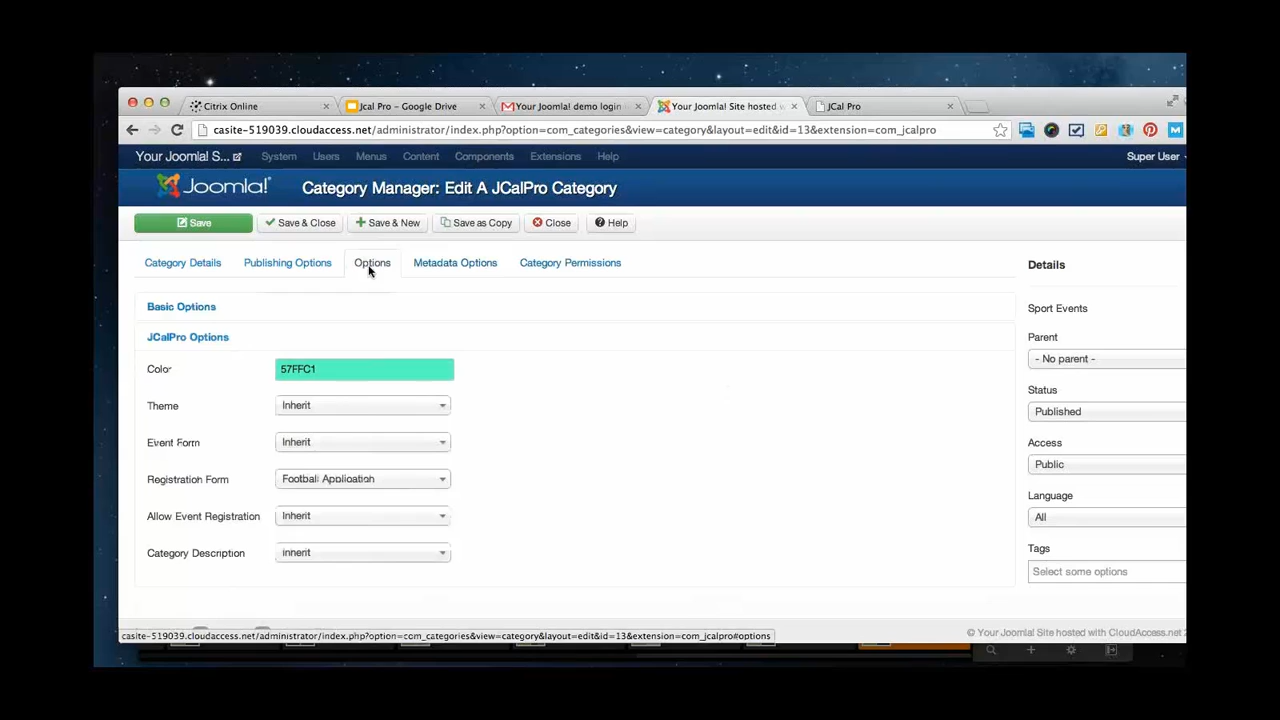 Citrix Online
Jcal Pro – Google Drive
Your Joomla! demo login
Your Joomla! Site hosted w
JCal Pro
casite-519039.cloudaccess.net/administrator/index.php?option=com_categories&view=category&layout=edit&id=13&extension=com_jcalpro
Your Joomla! S... System Users Menus Content Components Extensions Help Super User
Joomla! Category Manager: Edit A JCalPro Category
Save Save & Close Save & New Save as Copy Close Help
Category Details Publishing Options Options Metadata Options Category Permissions
Basic Options
JCalPro Options
Color 57FFC1
Theme Inherit
Event Form Inherit
Registration Form Football Application
Allow Event Registration Inherit
Category Description Inherit
Details
Sport Events
Parent
- No parent -
Status
Published
Access
Public
Language
All
Tags
Select some options
casite-519039.cloudaccess.net/administrator/index.php?option=com_categories&view=category&layout=edit&id=13&extension=com_jcalpro#options
© Your Joomla! Site hosted with CloudAccess.net